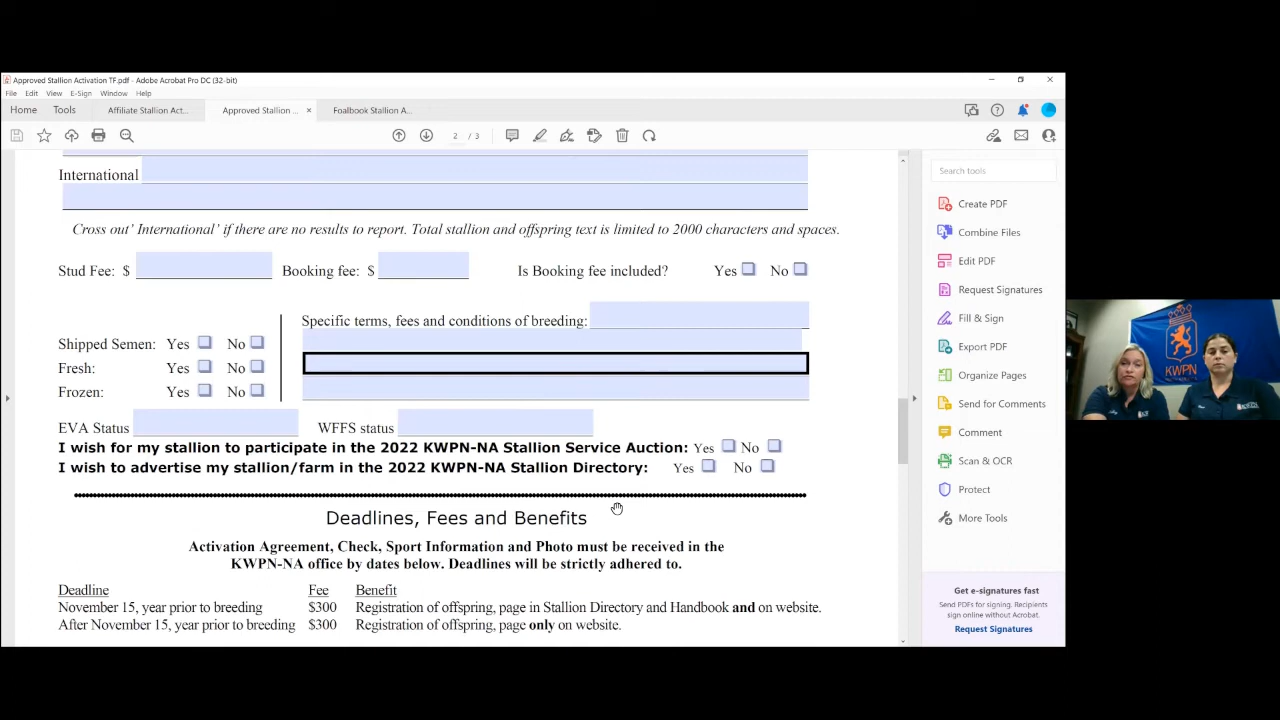 Approved Stallion Activation TF.pdf - Adobe Acrobat Pro DC (32-bit)
File Edit View E-Sign Window Help
Home Tools Affiliate Stallion Act... Approved Stallion ... × Foalbook Stallion A...
2 / 3
International
Cross out' International' if there are no results to report. Total stallion and offspring text is limited to 2000 characters and spaces.
Stud Fee: $ Booking fee: $ Is Booking fee included? Yes No
Specific terms, fees and conditions of breeding:
Shipped Semen: Yes No
Fresh: Yes No
Frozen: Yes No
EVA Status WFFS status
I wish for my stallion to participate in the 2022 KWPN-NA Stallion Service Auction: Yes No
I wish to advertise my stallion/farm in the 2022 KWPN-NA Stallion Directory: Yes No
Deadlines, Fees and Benefits
Activation Agreement, Check, Sport Information and Photo must be received in the
KWPN-NA office by dates below. Deadlines will be strictly adhered to.
Deadline Fee Benefit
November 15, year prior to breeding $300 Registration of offspring, page in Stallion Directory and Handbook and on website.
After November 15, year prior to breeding $300 Registration of offspring, page only on website.
Search tools
Create PDF
Combine Files
Edit PDF
Request Signatures
Fill & Sign
Export PDF
Organize Pages
Send for Comments
Comment
Scan & OCR
Protect
More Tools
Get e-signatures fast
Send PDFs for signing. Recipients
sign online without Acrobat.
Request Signatures
KWPN